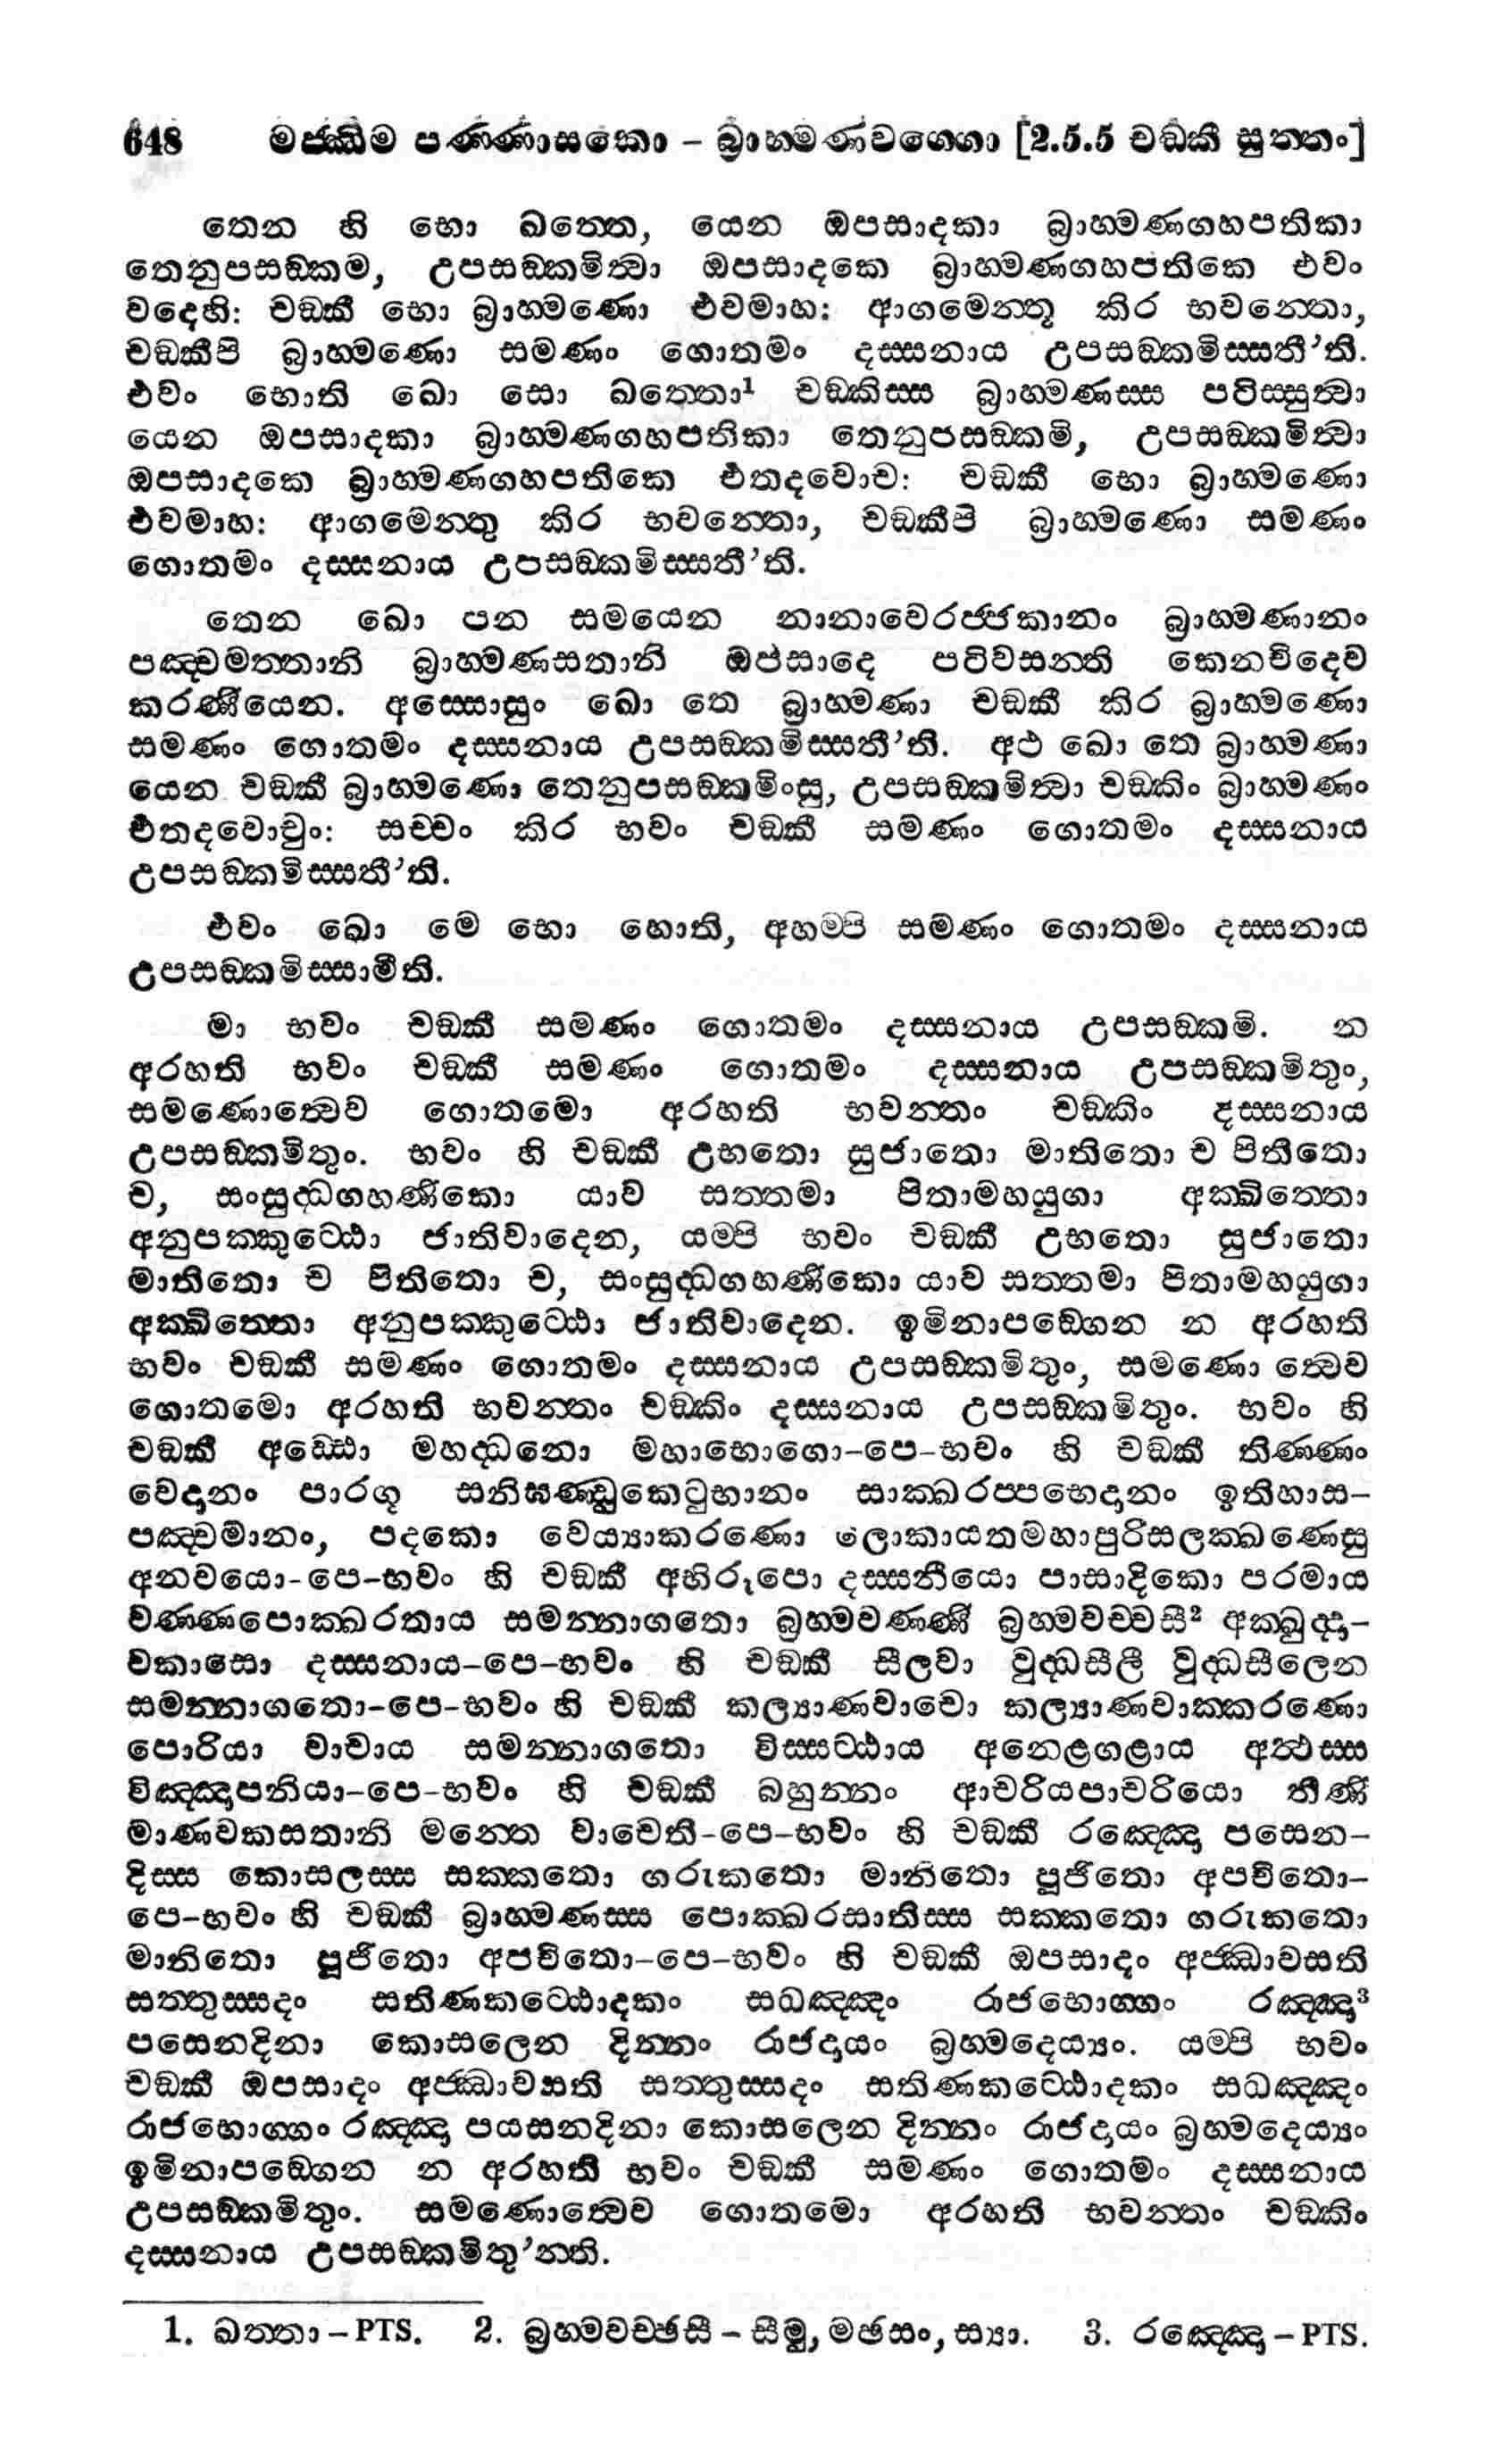 648 මජ්ඣිම පණ්ණාසකො – බ්‍රාහ්මණවග්ගො [2.5.5 චඞ්කී සුත්තං]
තෙන හි භො ඛත්තෙ, යෙන ඔපසාදකා බ්‍රාහ්මණගහපතිකා
තෙනුපසඞ්කම, උපසඞ්කමිත්‍වා ඔපසාදකෙ බ්‍රාහ්මණගහපතිකෙ එවං
වදෙහි: චඞ්කී භො බ්‍රාහ්මණො එවමාහ: ආගමෙන්තු කිර භවන්තො,
චඞ්කීපි බ්‍රාහ්මණො සමණං ගොතමං දස්සනාය උපසඞ්කමිස්සතී’ති.
එවං භොති ඛො සො ඛත්තො1 චඞ්කිස්ස බ්‍රාහ්මණස්ස පටිස්සුත්‍වා
යෙන ඔපසාදකා බ්‍රාහ්මණගහපතිකා තෙනුපසඞ්කමි, උපසඞ්කමිත්‍වා
ඔපසාදකෙ බ්‍රාහ්මණගහපතිකෙ එතදවොච: චඞ්කී භො බ්‍රාහ්මණො
එවමාහ: ආගමෙන්තු කිර භවන්තො, චඞ්කීපි බ්‍රාහ්මණො සමණං
ගොතමං දස්සනාය උපසඞ්කමිස්සතී’ති.
තෙන ඛො පන සමයෙන නානාවෙරජ්ජකානං බ්‍රාහ්මණානං
පඤ්චමත්තානි බ්‍රාහ්මණසතානි ඔප්සාදෙ පටිවසන්ති කෙනචිදෙව
කරණීයෙන. අස්සොසුං ඛො තෙ බ්‍රාහ්මණා චඞ්කී කිර බ්‍රාහ්මණො
සමණං ගොතමං දස්සනාය උපසඞ්කමිස්සතී’ති. අථ ඛො තෙ බ්‍රාහ්මණා
යෙන චඞ්කී බ්‍රාහ්මණො තෙනුපසඞ්කමිංසු, උපසඞ්කමිත්‍වා චඞ්කිං බ්‍රාහ්මණං
එතදවොචුං: සච්චං කිර භවං චඞ්කී සමණං ගොතමං දස්සනාය
උපසඞ්කමිස්සතී’ති.
එවං ඛො මෙ භො හොති, අහම්පි සමණං ගොතමං දස්සනාය
උපසඞ්කමිස්සාමීති.
මා භවං චඞ්කී සමණං ගොතමං දස්සනාය උපසඞ්කමි. න
අරහති භවං චඞ්කී සමණං ගොතමං දස්සනාය උපසඞ්කමිතුං,
සමණොත්‍වෙව ගොතමො අරහති භවන්තං චඞ්කිං දස්සනාය
උපසඞ්කමිතුං. භවං හි චඞ්කී උභතො සුජාතො මාතිතො ච පිතිතො
ච, සංසුද්ධගහණිකො යාව සත්තමා පිතාමහයුගා අක්ඛිත්තො
අනුපක්කුට්ඨො ජාතිවාදෙන, යම්පි භවං චඞ්කී උභතො සුජාතො
මාතිතො ච පිතිතො ච, සංසුද්ධගහණිකො යාව සත්තමා පිතාමහයුගා
අක්ඛිත්තො අනුපක්කුට්ඨො ජාතිවාදෙන. ඉමිනාපඞ්ගෙන න අරහති
භවං චඞ්කී සමණං ගොතමං දස්සනාය උපසඞ්කමිතුං, සමණො ත්‍වෙව
ගොතමො අරහති භවන්තං චඞ්කිං දස්සනාය උපසඞ්කමිතුං. භවං හි
චඞ්කී අඩ්ඪො මහද්ධනො මහාභොගො-පෙ-භවං හි චඞ්කී තිණ්ණං
වෙදානං පාරගූ සනිඝණ්ඩුකෙටුභානං සාක්ඛරප්පභෙදානං ඉතිහාස-
පඤ්චමානං, පදකො වෙය්‍යාකරණො ලොකායතමහාපුරිසලක්ඛණෙසු
අනවයො-පෙ-භවං හි චඞ්කී අභිරූපො දස්සනීයො පාසාදිකො පරමාය
වණ්ණපොක්ඛරතාය සමන්නාගතො බ්‍රහ්මවණ්ණී බ්‍රහ්මවච්චසී2 අක්ඛුද්දා-
වකාසො දස්සනාය-පෙ-භවං හි චඞ්කී සීලවා වුද්ධසීලී වුද්ධසීලෙන
සමන්නාගතො-පෙ-භවං හි චඞ්කී කල්‍යාණවාචො කල්‍යාණවාක්කරණො
පොරියා වාචාය සමන්නාගතො විස්සට්ඨාය අනෙළගළාය අත්‍ථස්ස
විඤ්ඤාපනියා-පෙ-භවං හි චඞ්කී බහුන්නං ආචරියපාචරියො තීණි
මාණවකසතානි මන්තෙ වාචෙති-පෙ-භවං හි චඞ්කී රඤ්ඤො පසෙන-
දිස්ස කොසලස්ස සක්කතො ගරුකතො මානිතො පූජිතො අපචිතො-
පෙ-භවං හි චඞ්කී බ්‍රාහ්මණස්ස පොක්ඛරසාතිස්ස සක්කතො ගරුකතො
මානිතො පූජිතො අපචිතො-පෙ-භවං හි චඞ්කී ඔපසාදං අජ්ඣාවසති
සත්තුස්සදං සතිණකට්ඨොදකං සධඤ්ඤං රාජභොග්ගං රඤ්ඤා3
පසෙනදිනා කොසලෙන දින්නං රාජදායං බ්‍රහ්මදෙය්‍යං. යම්පි භවං
චඞ්කී ඔපසාදං අජ්ඣාවසති සත්තුස්සදං සතිණකට්ඨොදකං සධඤ්ඤං
රාජභොග්ගං රඤ්ඤා පයසනදිනා කොසලෙන දින්නං රාජදායං බ්‍රහ්මදෙය්‍යං
ඉමිනාපඞ්ගෙන න අරහති භවං චඞ්කී සමණං ගොතමං දස්සනාය
උපසඞ්කමිතුං. සමණොත්‍වෙව ගොතමො අරහති භවන්තං චඞ්කිං
දස්සනාය උපසඞ්කමිතු’න්ති.
1. ඛත්තා – PTS. 2. බ්‍රහ්මවච්ඡසී – සීමු, මඡසං, ස්‍යා. 3. රඤ්ඤො – PTS.